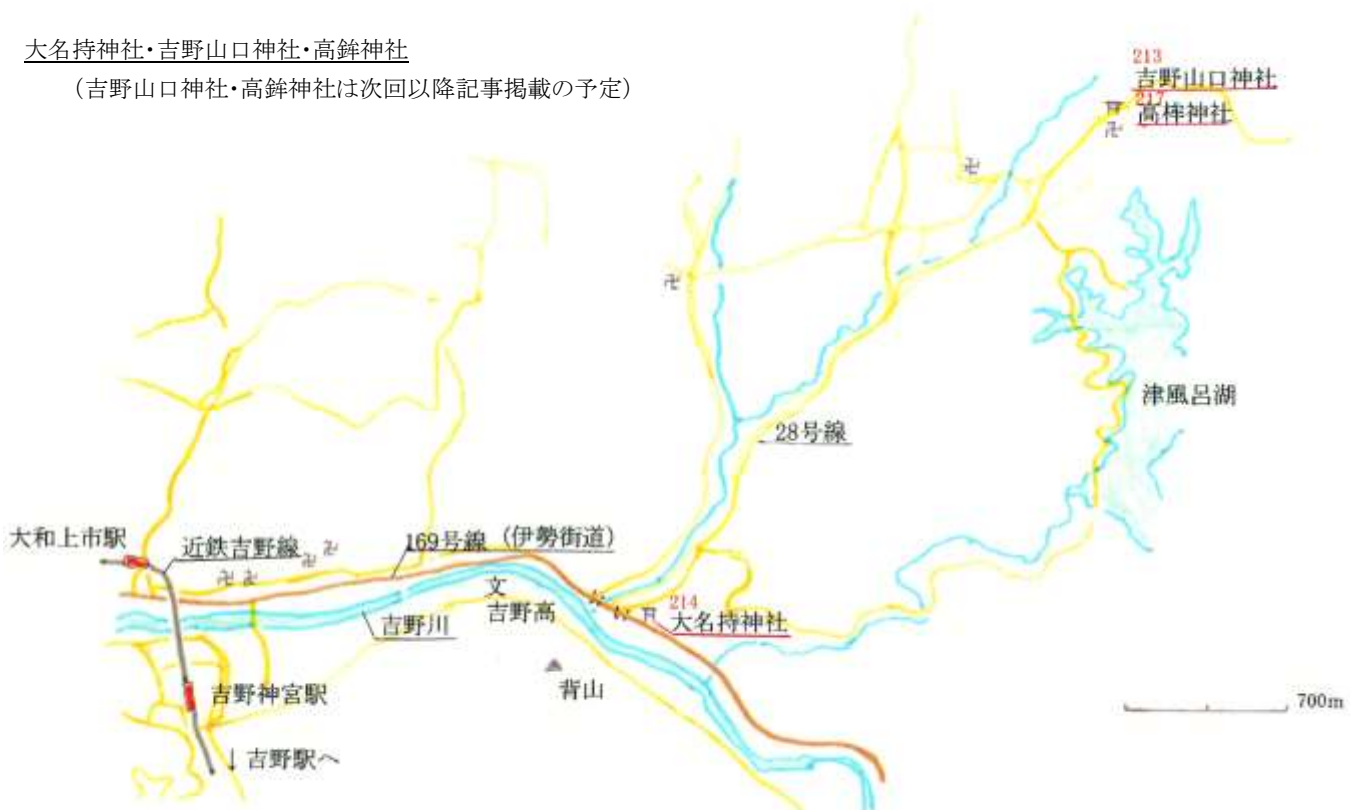 大名持神社・吉野山口神社・高鉾神社
(吉野山口神社・高鉾神社は次回以降記事掲載の予定)
213
吉野山口神社
217
高桙神社
津風呂湖
28号線
大和上市駅
近鉄吉野線
169号線 (伊勢街道)
文
吉野高
214
大名持神社
吉野川
背山
吉野神宮駅
700m
↓吉野駅へ